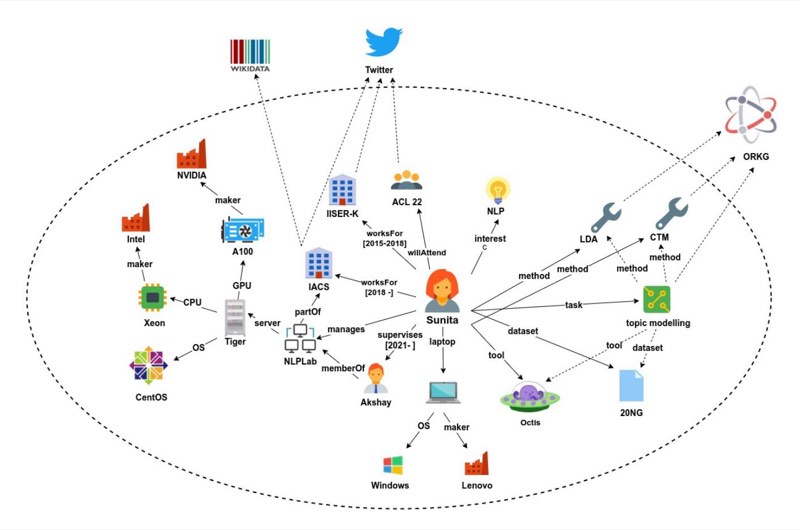 WIKIDATA
Twitter
ORKG
NVIDIA
maker
Intel
maker
A100
GPU
Xeon
CPU
Tiger
OS
CentOS
server
IISER-K
ACL 22
NLP
worksFor
[2015-2018]
willAttend
interest
C
IACS
worksFor
[2018 -]
partOf
NLPLab
manages
Sunita
supervises
[2021- ]
memberOf
Akshay
laptop
OS
maker
Windows
Lenovo
LDA
CTM
method
method
method
method
task
topic modelling
dataset
tool
tool
dataset
Octis
20NG